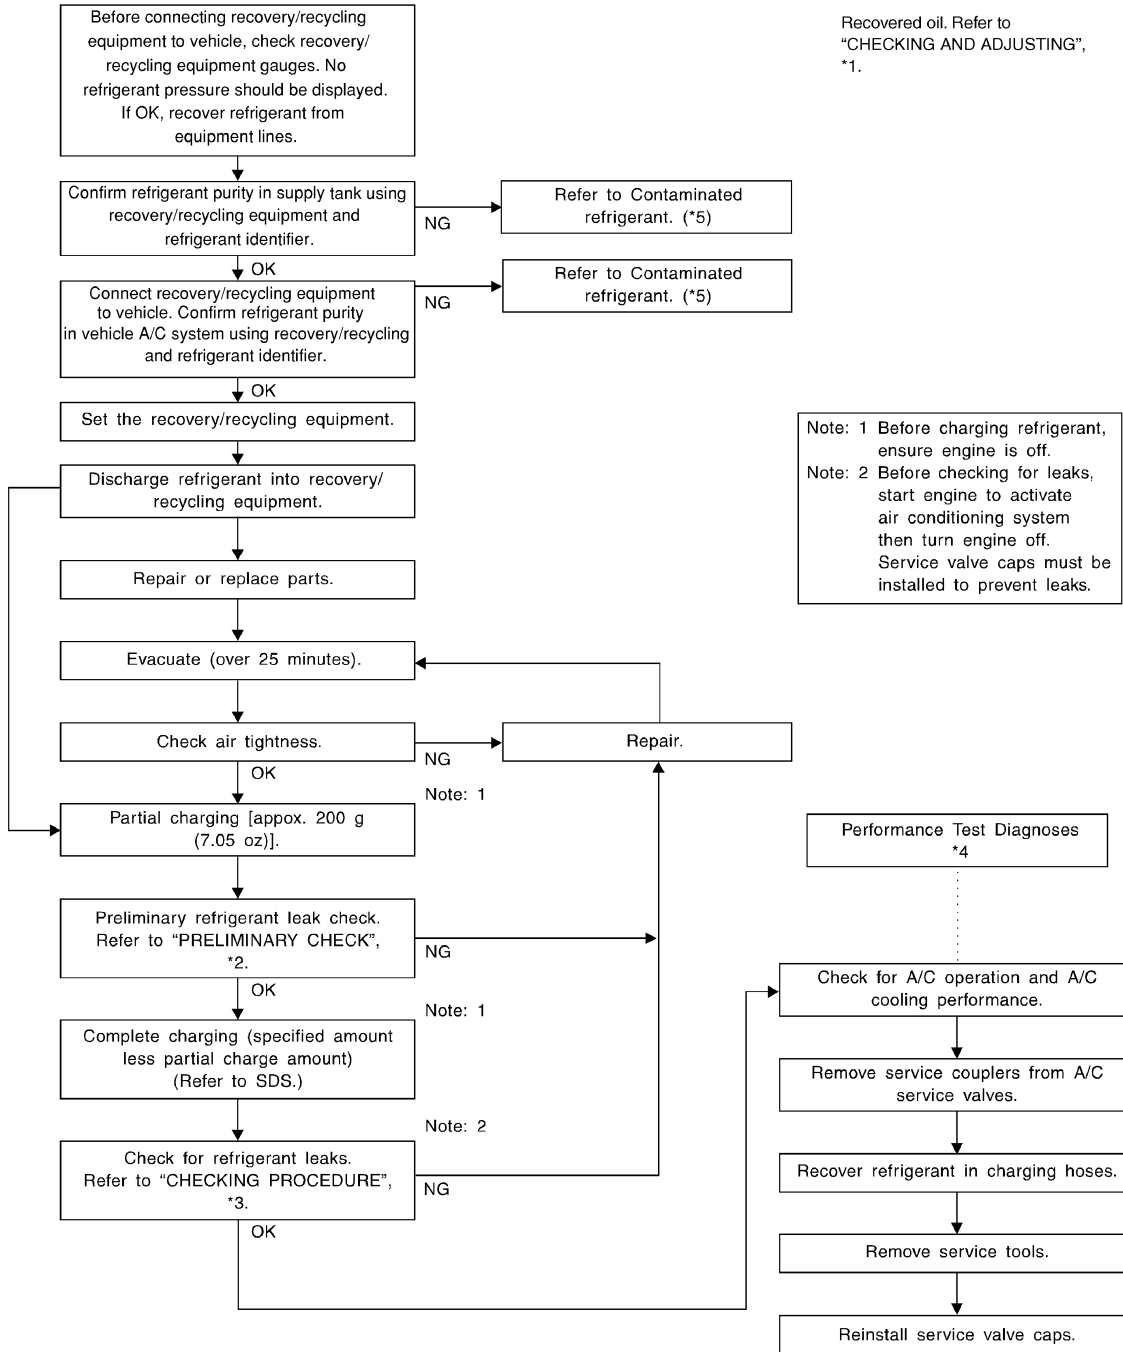 Before connecting recovery/recycling
equipment to vehicle, check recovery/
recycling equipment gauges. No
refrigerant pressure should be displayed.
If OK, recover refrigerant from
equipment lines.
Recovered oil. Refer to
“CHECKING AND ADJUSTING”,
*1.
Confirm refrigerant purity in supply tank using
recovery/recycling equipment and
refrigerant identifier.
NG
Refer to Contaminated
refrigerant. (*5)
OK
Connect recovery/recycling equipment
to vehicle. Confirm refrigerant purity
in vehicle A/C system using recovery/recycling
and refrigerant identifier.
NG
Refer to Contaminated
refrigerant. (*5)
OK
Set the recovery/recycling equipment.
Note: 1 Before charging refrigerant,
ensure engine is off.
Note: 2 Before checking for leaks,
start engine to activate
air conditioning system
then turn engine off.
Service valve caps must be
installed to prevent leaks.
Discharge refrigerant into recovery/
recycling equipment.
Repair or replace parts.
Evacuate (over 25 minutes).
Check air tightness.
NG
Repair.
OK
Note: 1
Partial charging [appox. 200 g
(7.05 oz)].
Preliminary refrigerant leak check.
Refer to “PRELIMINARY CHECK”,
*2.
NG
OK
Note: 1
Complete charging (specified amount
less partial charge amount)
(Refer to SDS.)
Note: 2
Check for refrigerant leaks.
Refer to “CHECKING PROCEDURE”,
*3.
NG
OK
Performance Test Diagnoses
*4
Check for A/C operation and A/C
cooling performance.
Remove service couplers from A/C
service valves.
Recover refrigerant in charging hoses.
Remove service tools.
Reinstall service valve caps.